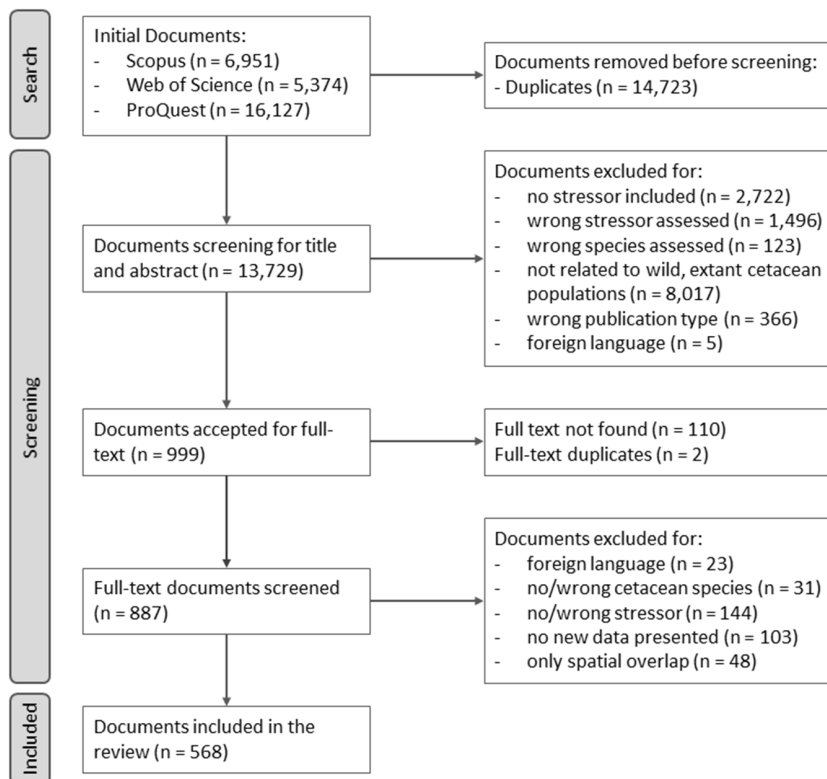 Search
Initial Documents:
- Scopus (n = 6,951)
- Web of Science (n = 5,374)
- ProQuest (n = 16,127)
Documents removed before screening:
- Duplicates (n = 14,723)
Screening
Documents screening for title
and abstract (n = 13,729)
Documents excluded for:
- no stressor included (n = 2,722)
- wrong stressor assessed (n = 1,496)
- wrong species assessed (n = 123)
- not related to wild, extant cetacean
populations (n = 8,017)
- wrong publication type (n = 366)
- foreign language (n = 5)
Documents accepted for full-
text (n = 999)
Full text not found (n = 110)
Full-text duplicates (n = 2)
Full-text documents screened
(n = 887)
Documents excluded for:
- foreign language (n = 23)
- no/wrong cetacean species (n = 31)
- no/wrong stressor (n = 144)
- no new data presented (n = 103)
- only spatial overlap (n = 48)
Included
Documents included in the
review (n = 568)